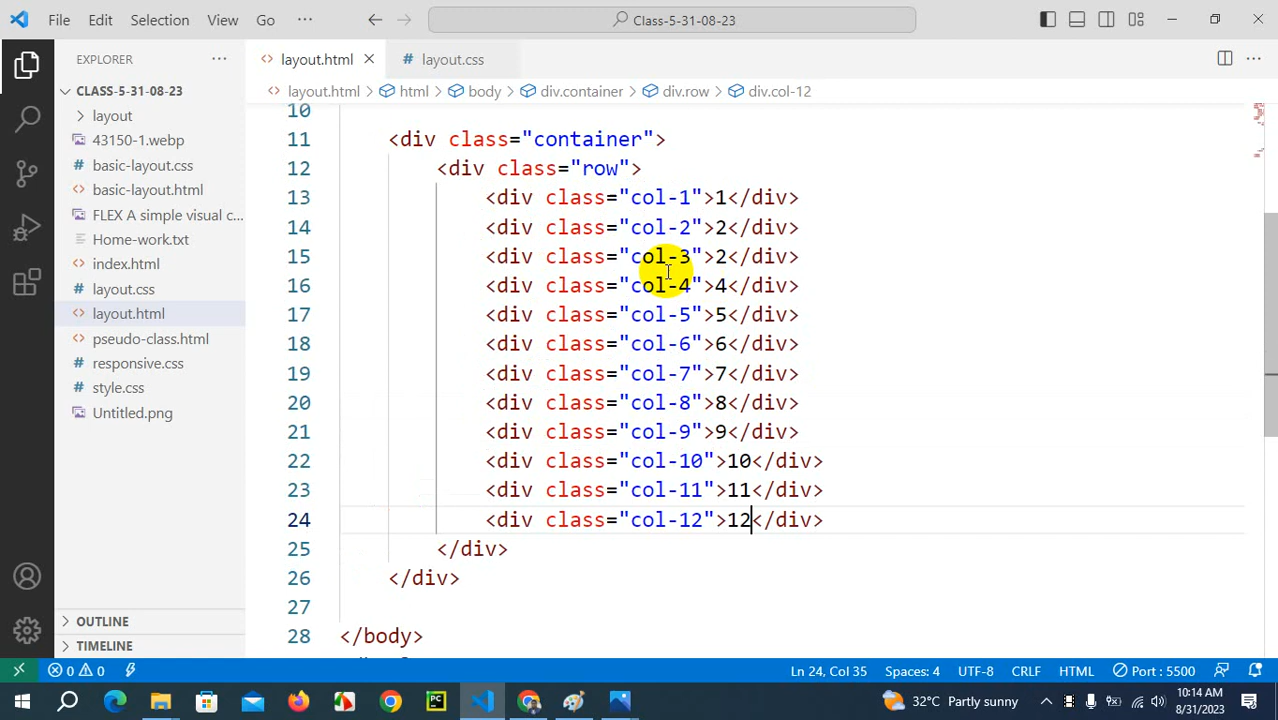 File Edit Selection View Go ··· Class-5-31-08-23
EXPLORER ···
layout.html layout.css
CLASS-5-31-08-23
layout.html > html > body > div.container > div.row > div.col-12
layout
43150-1.webp
basic-layout.css
basic-layout.html
FLEX A simple visual c...
Home-work.txt
index.html
layout.css
layout.html
pseudo-class.html
responsive.css
style.css
Untitled.png
OUTLINE
TIMELINE
10
11 <div class="container">
12 <div class="row">
13 <div class="col-1">1</div>
14 <div class="col-2">2</div>
15 <div class="col-3">2</div>
16 <div class="col-4">4</div>
17 <div class="col-5">5</div>
18 <div class="col-6">6</div>
19 <div class="col-7">7</div>
20 <div class="col-8">8</div>
21 <div class="col-9">9</div>
22 <div class="col-10">10</div>
23 <div class="col-11">11</div>
24 <div class="col-12">12</div>
25 </div>
26 </div>
27
28 </body>
0 0 Ln 24, Col 35 Spaces: 4 UTF-8 CRLF HTML Port : 5500
PC 32°C Partly sunny 10:14 AM
8/31/2023